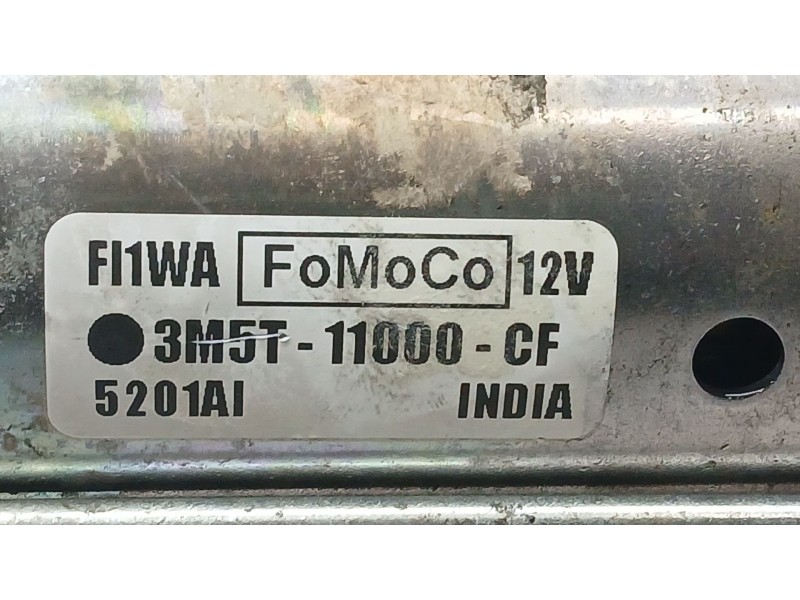 FI1WA FoMoCo 12V
3M5T-11000-CF
5201AI INDIA